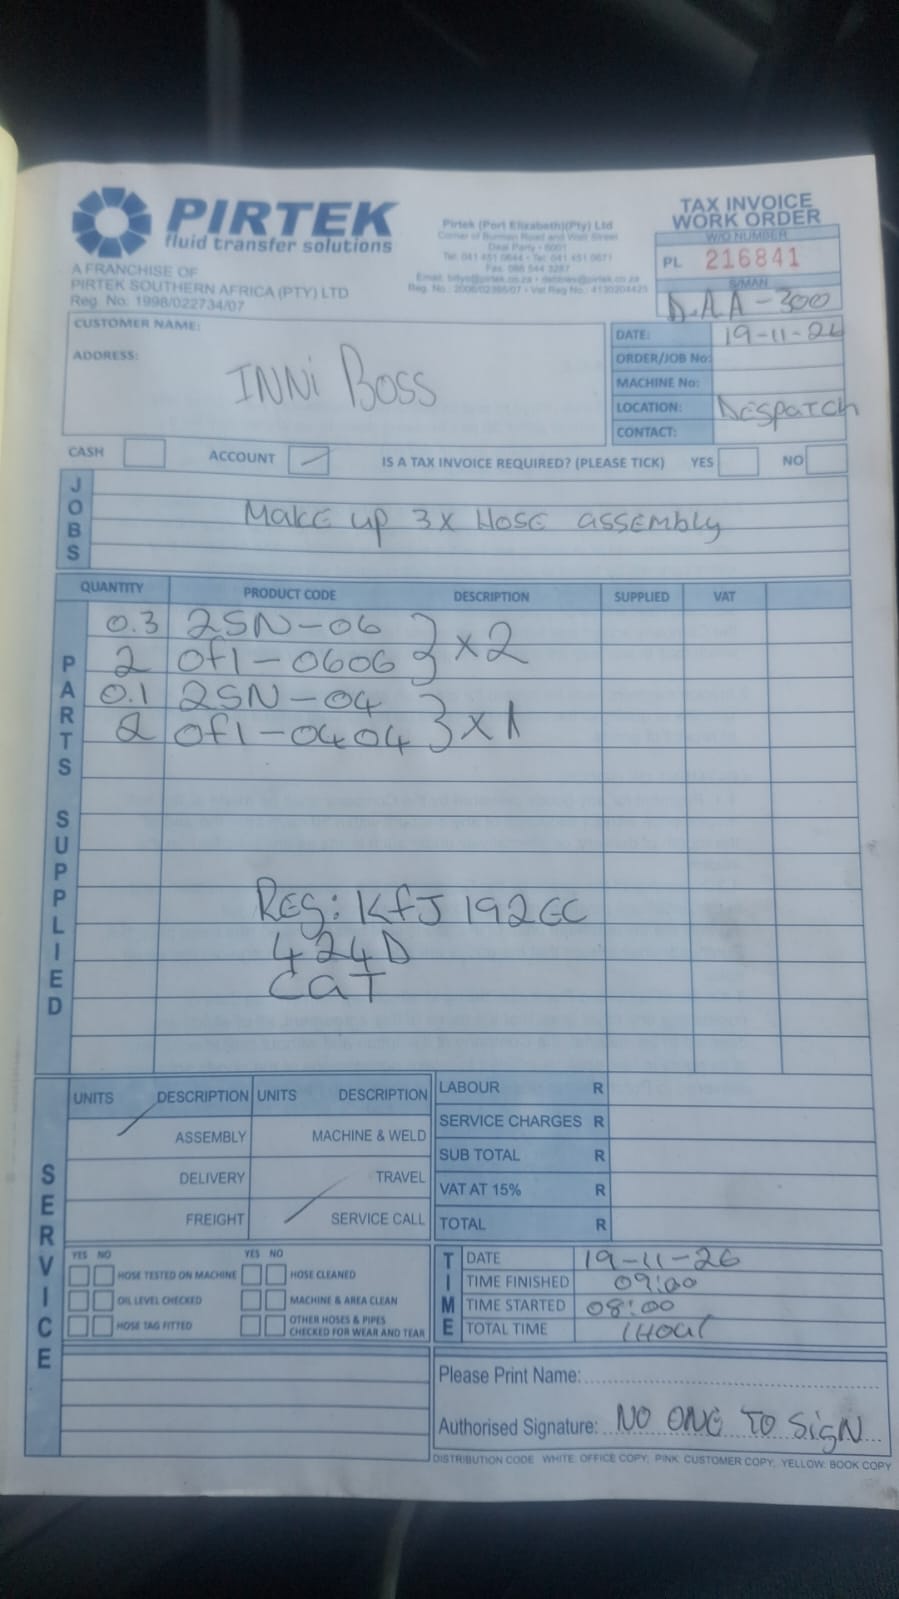 PIRTEK
fluid transfer solutions
A FRANCHISE OF
PIRTEK SOUTHERN AFRICA (PTY) LTD
Reg. No: 1998/022734/07
Pirtek (Port Elizabeth)(Pty) Ltd
Deal Party - 6001
TAX INVOICE
WORK ORDER
W/O NUMBER
PL 216841
S/MAN
D.A.A-300
CUSTOMER NAME:
ADDRESS:
INNi BOSS
DATE: 19-11-26
ORDER/JOB No:
MACHINE No:
LOCATION: Despatch
CONTACT:
CASH ACCOUNT IS A TAX INVOICE REQUIRED? (PLEASE TICK) YES NO
JOBS
Make up 3x Hose assembly
QUANTITY PRODUCT CODE DESCRIPTION SUPPLIED VAT
PARTS SUPPLIED
0.3 2SN-06 } x2
2 Of1-0606
0.1 2SN-04 } x1
2 Of1-0404
Reg: KfJ 192EC
424D
CaT
SERVICE
UNITS DESCRIPTION UNITS DESCRIPTION
ASSEMBLY MACHINE & WELD
DELIVERY TRAVEL
FREIGHT SERVICE CALL
LABOUR R
SERVICE CHARGES R
SUB TOTAL R
VAT AT 15% R
TOTAL R
YES NO YES NO
HOSE TESTED ON MACHINE HOSE CLEANED
OIL LEVEL CHECKED MACHINE & AREA CLEAN
HOSE TAG FITTED OTHER HOSES & PIPES
CHECKED FOR WEAR AND TEAR
TIME
DATE 19-11-26
TIME FINISHED 09:00
TIME STARTED 08:00
TOTAL TIME 1Hour
Please Print Name:
Authorised Signature: NO ONE TO SigN
DISTRIBUTION CODE WHITE: OFFICE COPY, PINK: CUSTOMER COPY, YELLOW: BOOK COPY